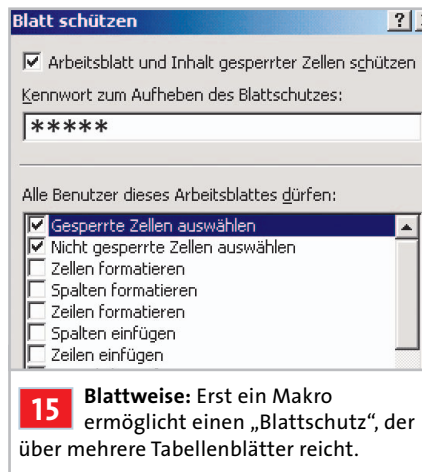 Blatt schützen
Arbeitsblatt und Inhalt gesperrter Zellen schützen
Kennwort zum Aufheben des Blattschutzes:
*****
Alle Benutzer dieses Arbeitsblattes dürfen:
Gesperrte Zellen auswählen
Nicht gesperrte Zellen auswählen
Zellen formatieren
Spalten formatieren
Zeilen formatieren
Spalten einfügen
Zeilen einfügen
15 Blattweise: Erst ein Makro
ermöglicht einen „Blattschutz“, der
über mehrere Tabellenblätter reicht.